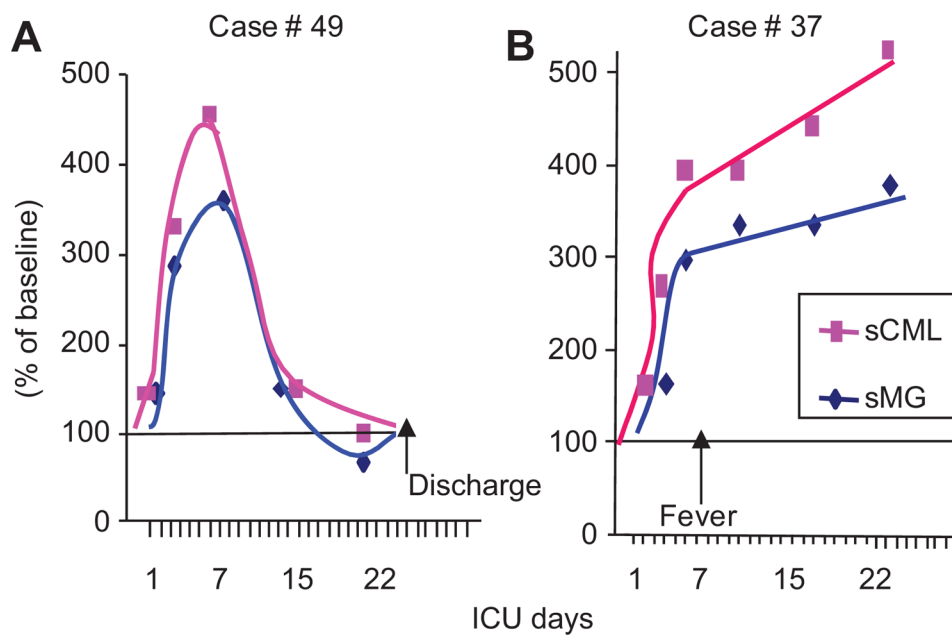 A
Case # 49
(% of baseline)
500
400
300
200
100
0
Discharge
1 7 15 22
B
Case # 37
500
400
300
200
100
0
sCML
sMG
Fever
1 7 15 22
ICU days